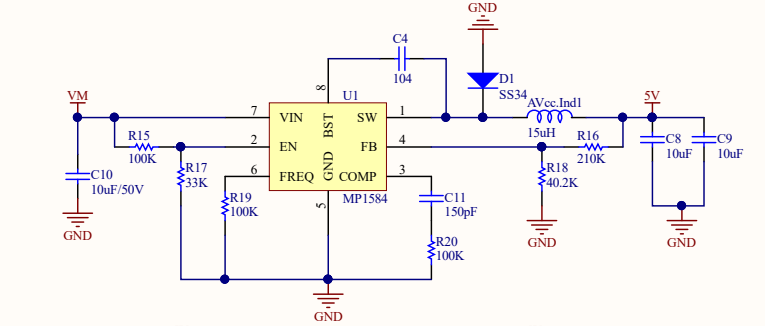 GND
C4
104
D1
SS34
VM
8
U1
AVcc.Ind1
5V
7
VIN
BST
SW
1
15uH
R15
100K
2
EN
FB
4
R16
210K
C8
10uF
C9
10uF
C10
10uF/50V
R17
33K
6
FREQ
GND
COMP
3
R18
40.2K
R19
100K
5
MP1584
C11
150pF
GND
GND
GND
R20
100K
GND